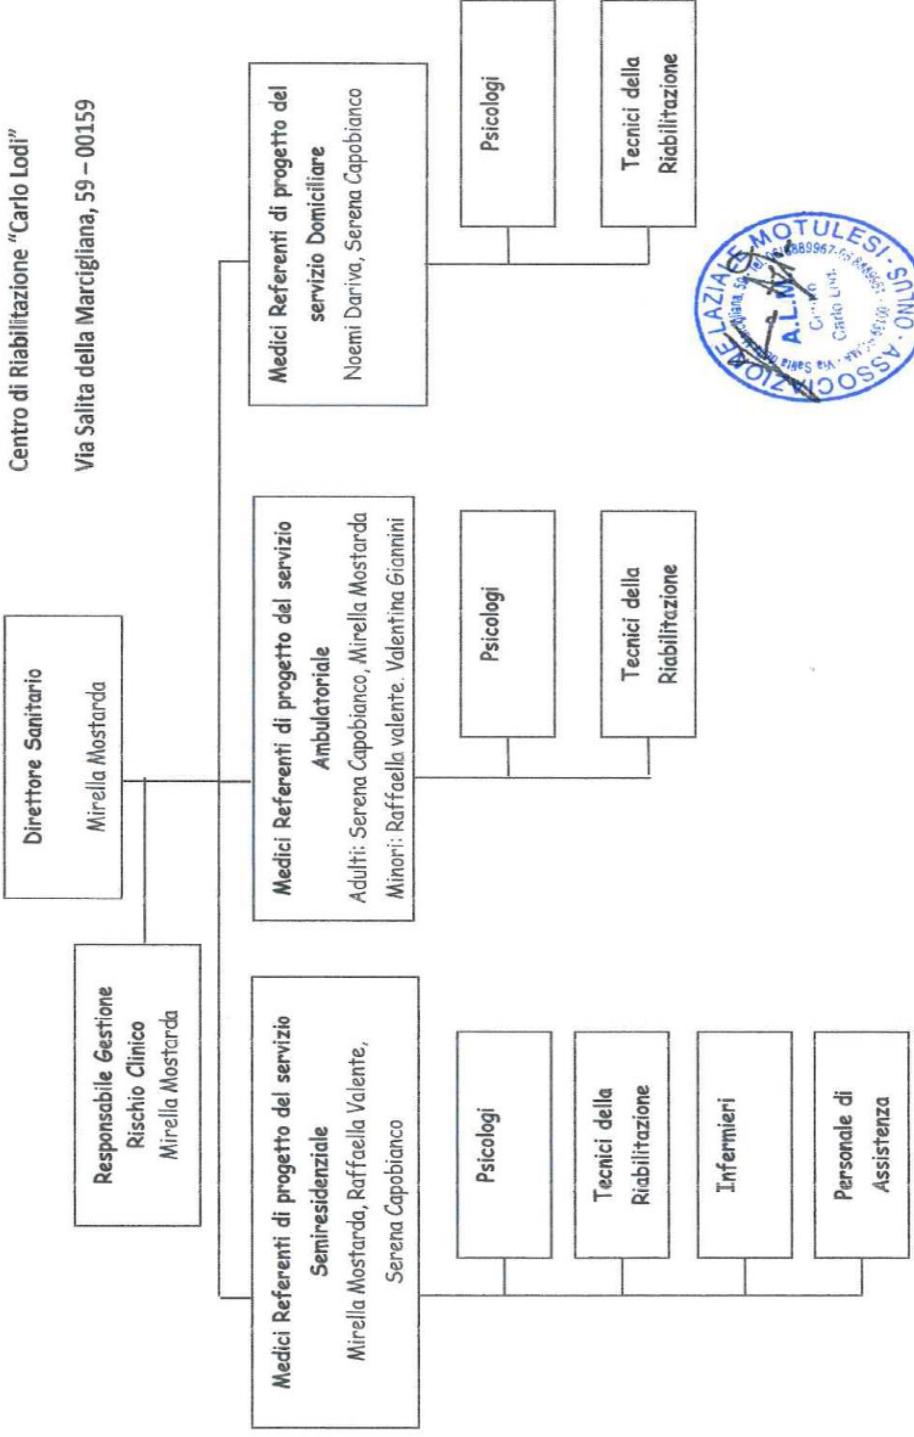 Centro di Riabilitazione "Carlo Lodi"
Via Salita della Marcigliana, 59 – 00159
Direttore Sanitario
Mirella Mostarda
Responsabile Gestione
Rischio Clinico
Mirella Mostarda
Medici Referenti di progetto del servizio
Semiresidenziale
Mirella Mostarda, Raffaella Valente,
Serena Capobianco
Psicologi
Tecnici della
Riabilitazione
Infermieri
Personale di
Assistenza
Medici Referenti di progetto del servizio
Ambulatoriale
Adulti: Serena Capobianco, Mirella Mostarda
Minori: Raffaella valente. Valentina Giannini
Psicologi
Tecnici della
Riabilitazione
Medici Referenti di progetto del
servizio Domiciliare
Noemi Dariva, Serena Capobianco
Psicologi
Tecnici della
Riabilitazione
ASSOCIAZIONE LAZIALE MOTULESI - ONLUS
A.L.M.
Carlo Lodi